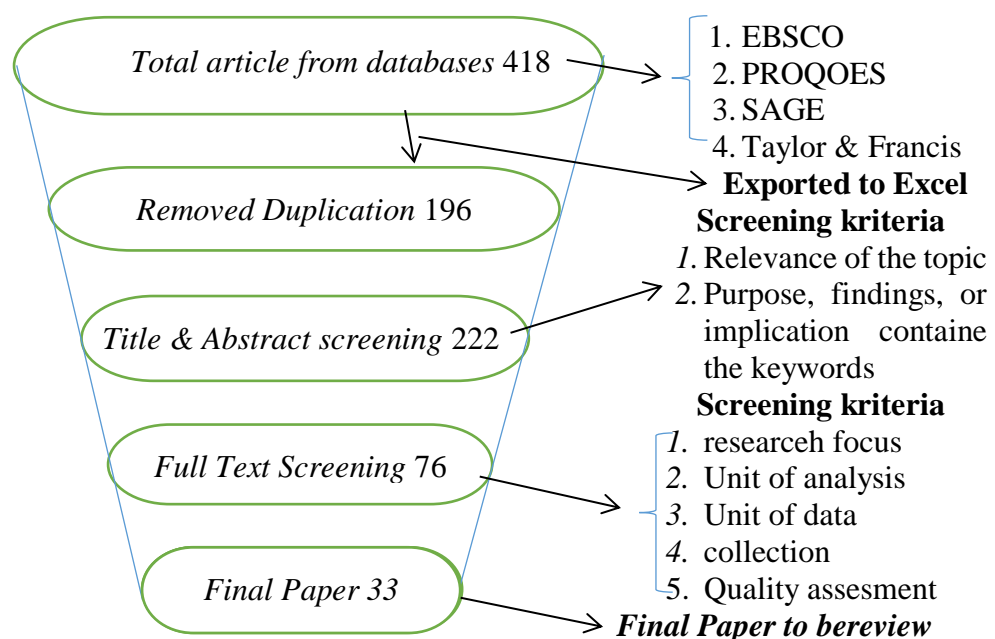 Total article from databases 418
1. EBSCO
2. PROQOES
3. SAGE
4. Taylor & Francis
Exported to Excel
Removed Duplication 196
Screening kriteria
1. Relevance of the topic
2. Purpose, findings, or
implication containe
the keywords
Title & Abstract screening 222
Screening kriteria
1. researceh focus
2. Unit of analysis
3. Unit of data
4. collection
5. Quality assesment
Full Text Screening 76
Final Paper 33
Final Paper to bereview